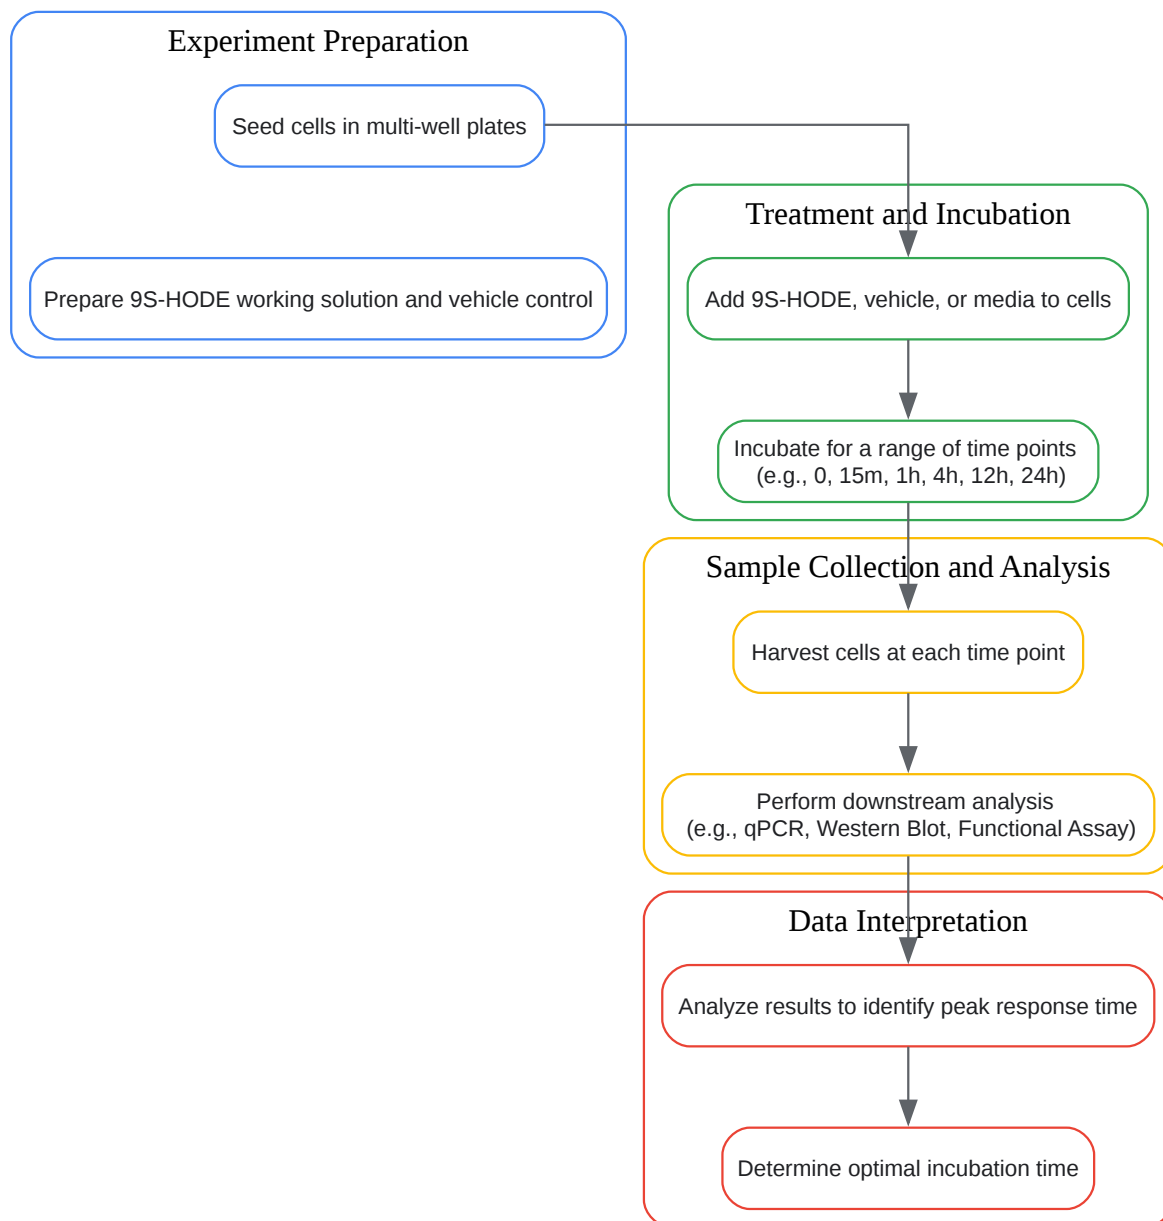 Experiment Preparation
Seed cells in multi-well plates
Prepare 9S-HODE working solution and vehicle control
Treatment and Incubation
Add 9S-HODE, vehicle, or media to cells
Incubate for a range of time points
(e.g., 0, 15m, 1h, 4h, 12h, 24h)
Sample Collection and Analysis
Harvest cells at each time point
Perform downstream analysis
(e.g., qPCR, Western Blot, Functional Assay)
Data Interpretation
Analyze results to identify peak response time
Determine optimal incubation time